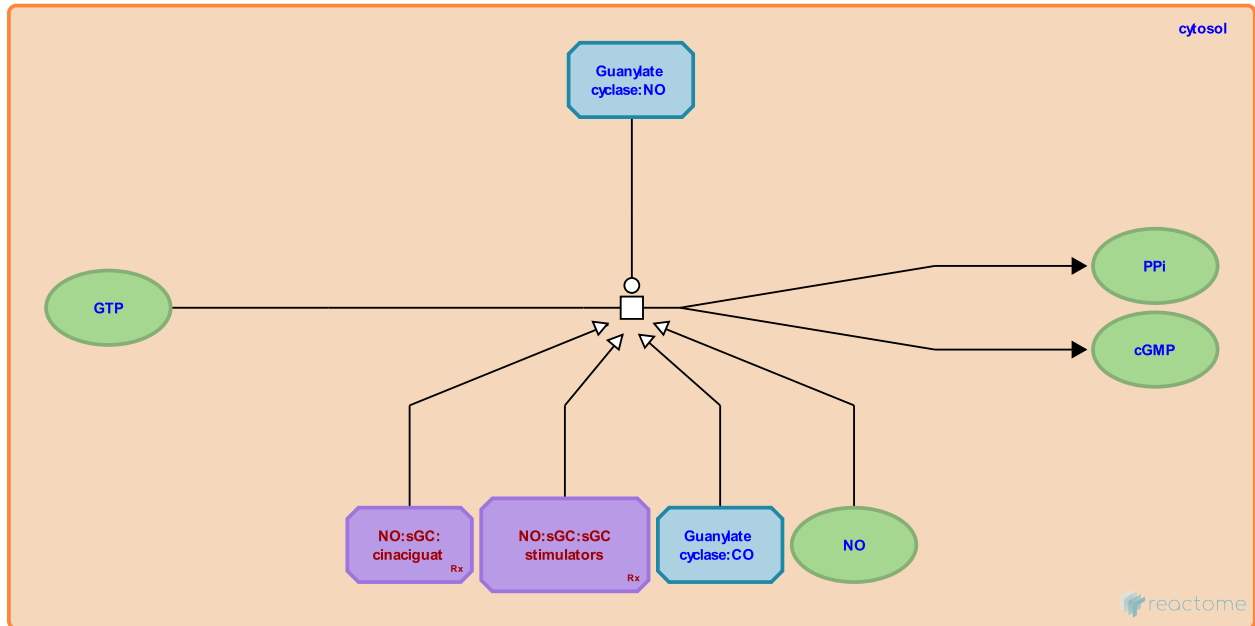 cytosol
Guanylate
cyclase:NO
PPi
GTP
cGMP
NO:sGC:
cinaciguat
Rx
NO:sGC:sGC
stimulators
Rx
Guanylate
cyclase:CO
NO
reactome